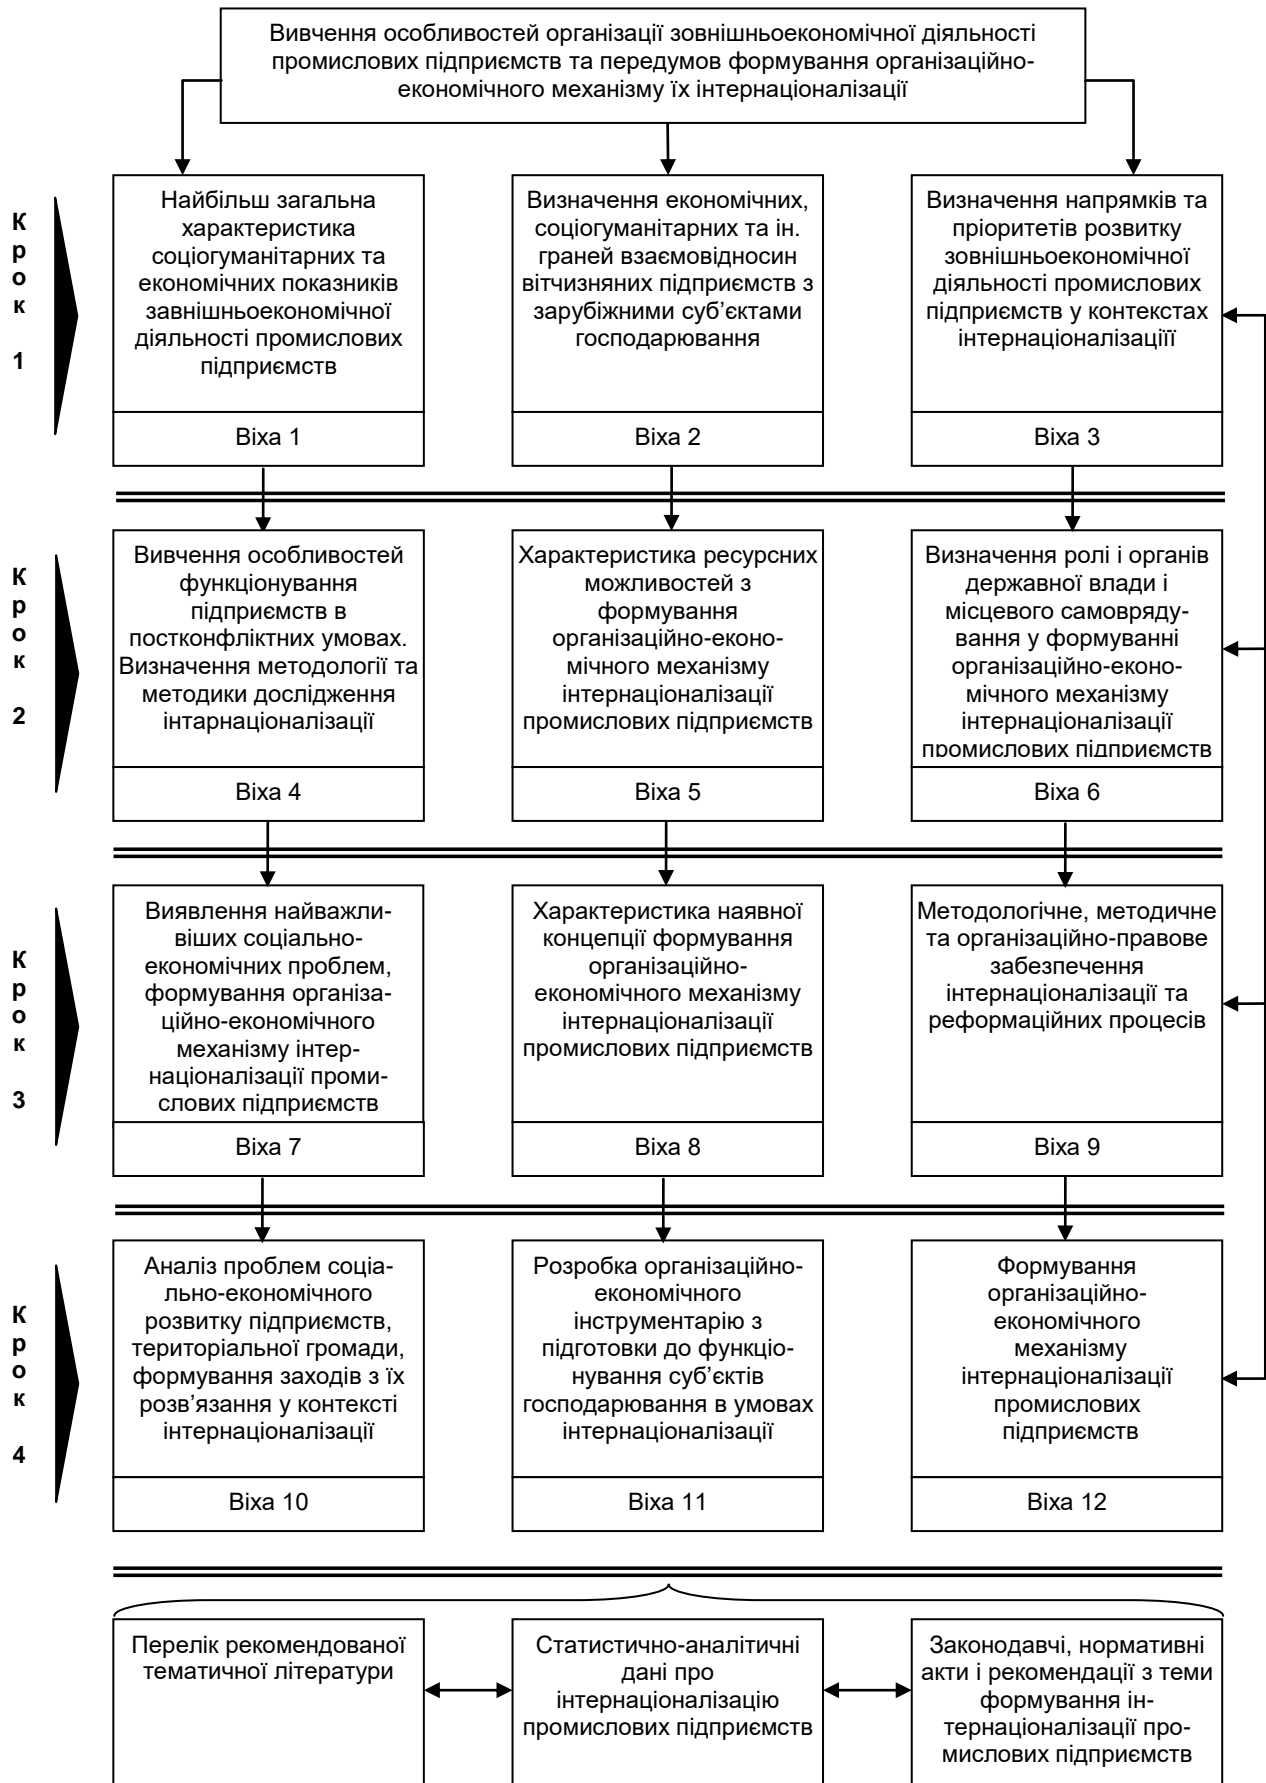 Вивчення особливостей організації зовнішньоекономічної діяльності
промислових підприємств та передумов формування організаційно-
економічного механізму їх інтернаціоналізації
К
р
о
к
1
Найбільш загальна
характеристика
соціогуманітарних та
економічних показників
завнішньоекономічної
діяльності промислових
підприємств
Віха 1
Визначення економічних,
соціогуманітарних та ін.
граней взаємовідносин
вітчизняних підприємств з
зарубіжними суб’єктами
господарювання
Віха 2
Визначення напрямків та
пріоритетів розвитку
зовнішньоекономічної
діяльності промислових
підприємств у контекстах
інтернаціоналізаціїї
Віха 3
К
р
о
к
2
Вивчення особливостей
функціонування
підприємств в
постконфліктних умовах.
Визначення методології та
методики дослідження
інтарнаціоналізації
Віха 4
Характеристика ресурсних
можливостей з
формування
організаційно-еконо-
мічного механізму
інтернаціоналізації
промислових підприємств
Віха 5
Визначення ролі і органів
державної влади і
місцевого самовряду-
вання у формуванні
організаційно-еконо-
мічного механізму
інтернаціоналізації
промислових підприємств
Віха 6
К
р
о
к
3
Виявлення найважли-
віших соціально-
економічних проблем,
формування організа-
ційно-економічного
механізму інтер-
націоналізації проми-
слових підприємств
Віха 7
Характеристика наявної
концепції формування
організаційно-
економічного механізму
інтернаціоналізації
промислових підприємств
Віха 8
Методологічне, методичне
та організаційно-правове
забезпечення
інтернаціоналізації та
реформаційних процесів
Віха 9
К
р
о
к
4
Аналіз проблем соціа-
льно-економічного
розвитку підприємств,
територіальної громади,
формування заходів з їх
розв’язання у контексті
інтернаціоналізації
Віха 10
Розробка організаційно-
економічного
інструментарію з
підготовки до функціо-
нування суб’єктів
господарювання в умовах
інтернаціоналізації
Віха 11
Формування
організаційно-
економічного
механізму
інтернаціоналізації
промислових
підприємств
Віха 12
Перелік рекомендованої
тематичної літератури
Статистично-аналітичні
дані про
інтернаціоналізацію
промислових підприємств
Законодавчі, нормативні
акти і рекомендації з теми
формування ін-
тернаціоналізації про-
мислових підприємств